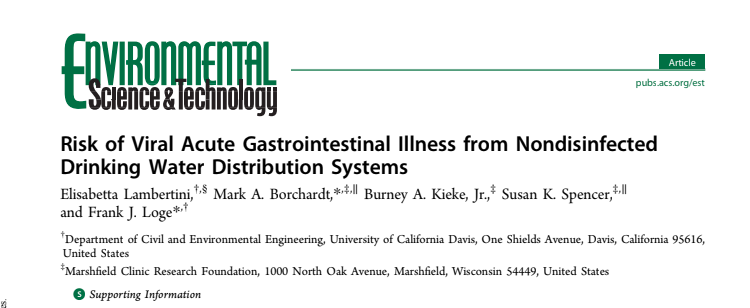 ENVIRONMENTAL
Science & Technology
Article
pubs.acs.org/est
Risk of Viral Acute Gastrointestinal Illness from Nondisinfected
Drinking Water Distribution Systems
Elisabetta Lambertini,†,§ Mark A. Borchardt,*,‡,∥ Burney A. Kieke, Jr.,‡ Susan K. Spencer,‡,∥
and Frank J. Loge*,†
†Department of Civil and Environmental Engineering, University of California Davis, One Shields Avenue, Davis, California 95616,
United States
‡Marshfield Clinic Research Foundation, 1000 North Oak Avenue, Marshfield, Wisconsin 54449, United States
S Supporting Information